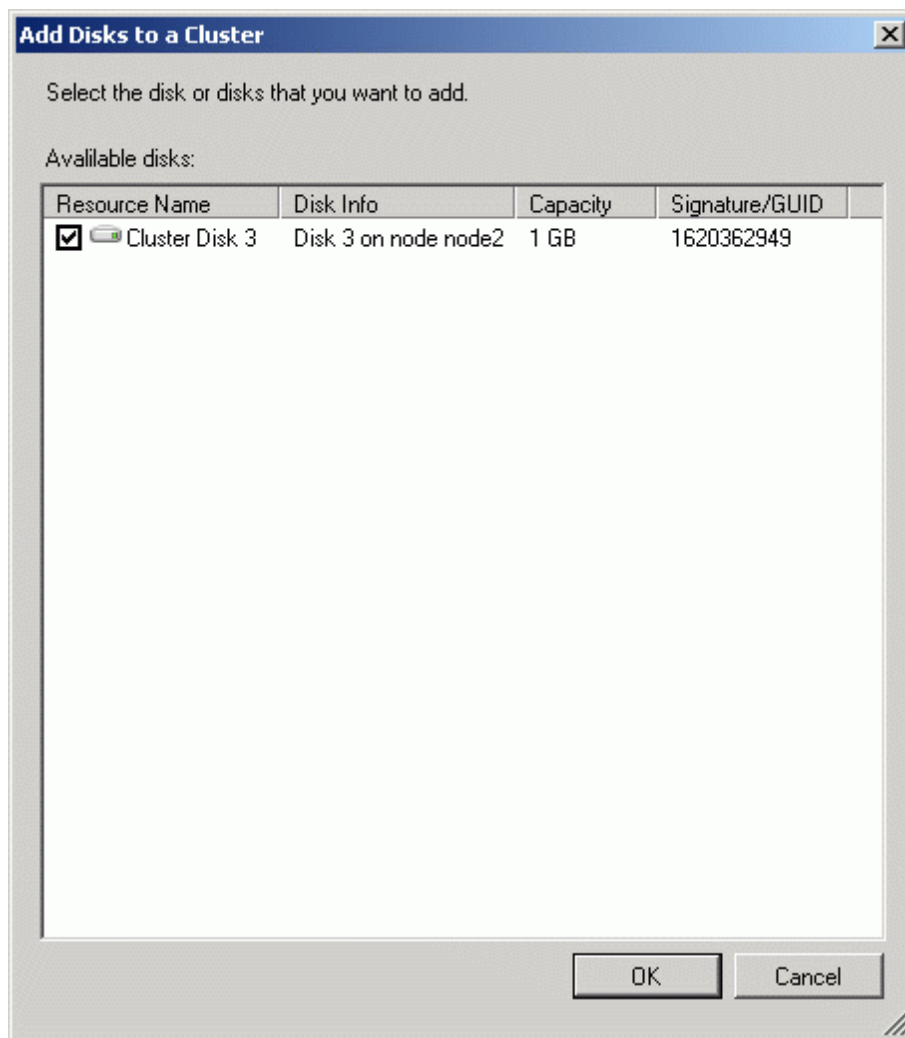 Add Disks to a Cluster
Select the disk or disks that you want to add.
Avalilable disks:
Resource Name Disk Info Capacity Signature/GUID
Cluster Disk 3 Disk 3 on node node2 1 GB 1620362949
OK Cancel